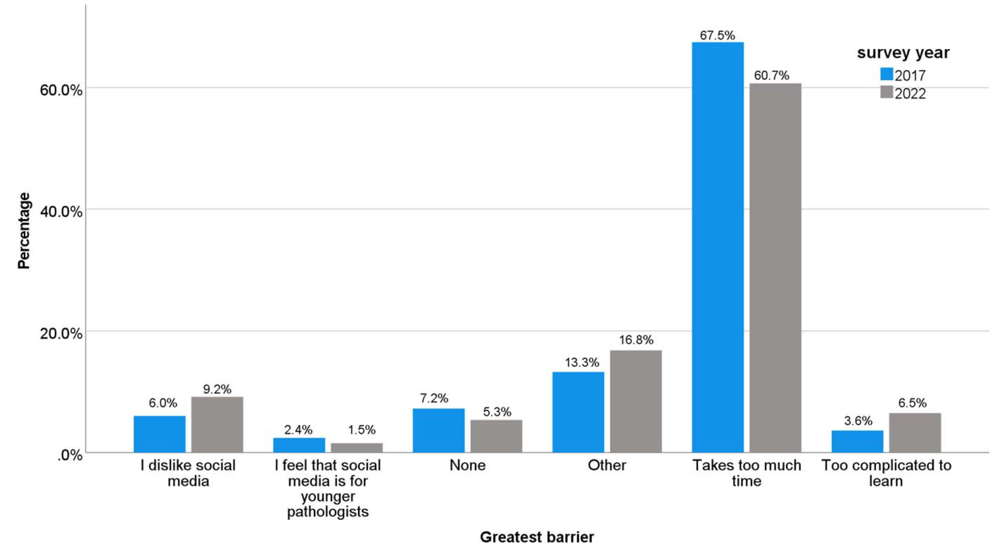 67.5%
survey year
60.7%
2017
2022
60.0%
Percentage
40.0%
20.0%
16.8%
13.3%
9.2%
6.0%
7.2%
5.3%
2.4%
1.5%
6.5%
3.6%
.0%
I dislike social
media
I feel that social
media is for
younger
pathologists
None
Other
Takes too much
time
Too complicated to
learn
Greatest barrier